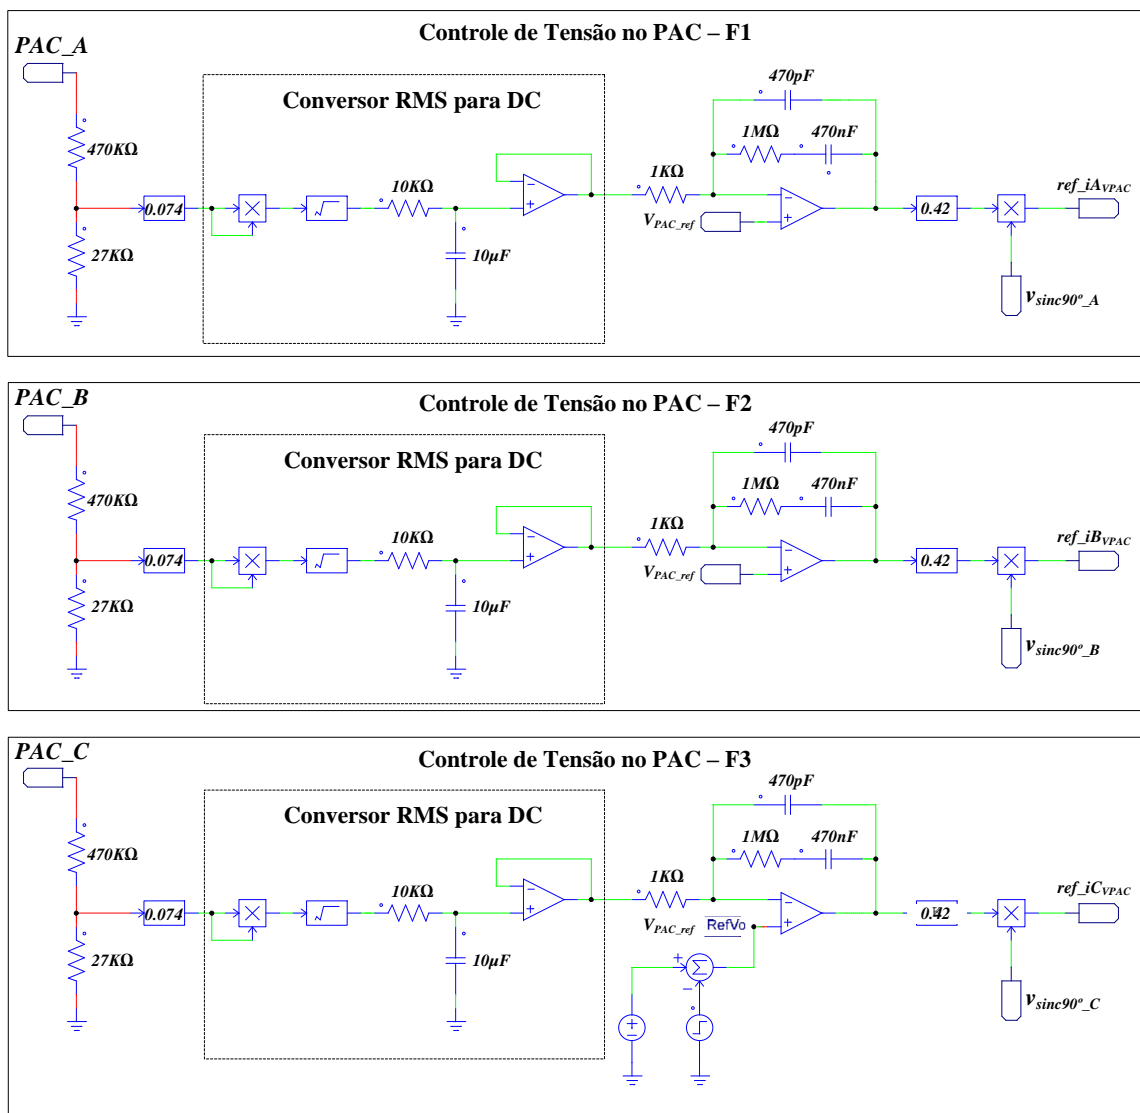 Controle de Tensão no PAC – F1
PAC_A
470pF
Conversor RMS para DC
1MΩ
470nF
470KΩ
10KΩ
1KΩ
ref_iA_VPAC
0.074
0.42
V_PAC_ref
27KΩ
10µF
v_sinc90º_A
Controle de Tensão no PAC – F2
PAC_B
470pF
Conversor RMS para DC
1MΩ
470nF
470KΩ
10KΩ
1KΩ
ref_iB_VPAC
0.074
0.42
V_PAC_ref
27KΩ
10µF
v_sinc90º_B
Controle de Tensão no PAC – F3
PAC_C
470pF
Conversor RMS para DC
1MΩ
470nF
470KΩ
10KΩ
1KΩ
ref_iC_VPAC
0.074
0.42
V_PAC_ref
RefVo
27KΩ
10µF
v_sinc90º_C